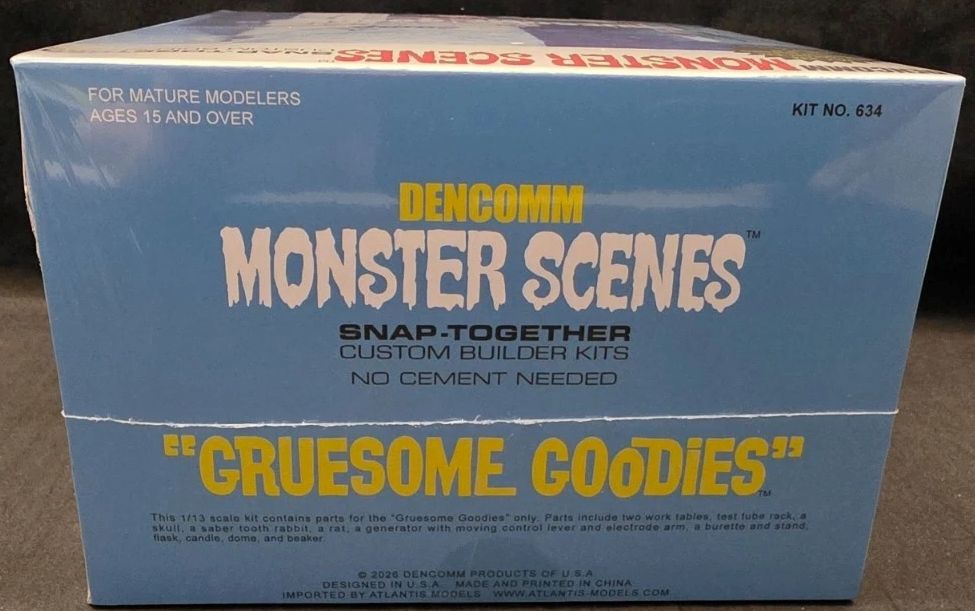 DENCOMM MONSTER SCENES™
FOR MATURE MODELERS
AGES 15 AND OVER
KIT NO. 634
DENCOMM
MONSTER SCENES™
SNAP-TOGETHER
CUSTOM BUILDER KITS
NO CEMENT NEEDED
"GRUESOME GOODIES"™
This 1/13 scale kit contains parts for the "Gruesome Goodies" only. Parts include two work tables, test tube rack, a
skull, a saber tooth rabbit, a rat, a generator with moving control lever and electrode arm, a burette and stand,
flask, candle, dome, and beaker.
© 2026 DENCOMM PRODUCTS OF U.S.A.
DESIGNED IN U.S.A. MADE AND PRINTED IN CHINA
IMPORTED BY ATLANTIS MODELS WWW.ATLANTIS-MODELS.COM